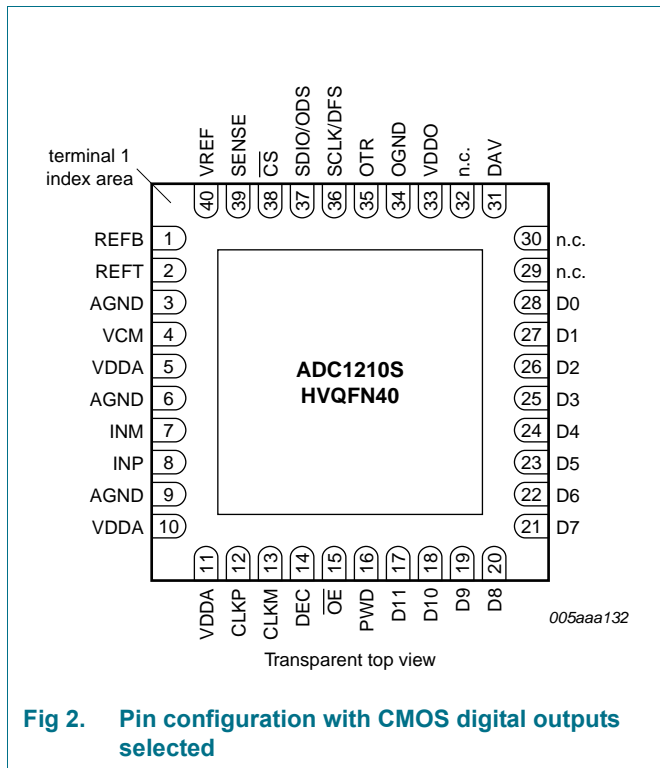 terminal 1
index area
VREF
SENSE
C̅S̅
SDIO/ODS
SCLK/DFS
OTR
OGND
VDDO
n.c.
DAV
40
39
38
37
36
35
34
33
32
31
REFB 1
REFT 2
AGND 3
VCM 4
VDDA 5
AGND 6
INM 7
INP 8
AGND 9
VDDA 10
ADC1210S
HVQFN40
30 n.c.
29 n.c.
28 D0
27 D1
26 D2
25 D3
24 D4
23 D5
22 D6
21 D7
11
12
13
14
15
16
17
18
19
20
VDDA
CLKP
CLKM
DEC
O̅E̅
PWD
D11
D10
D9
D8
005aaa132
Transparent top view
Fig 2. Pin configuration with CMOS digital outputs
selected